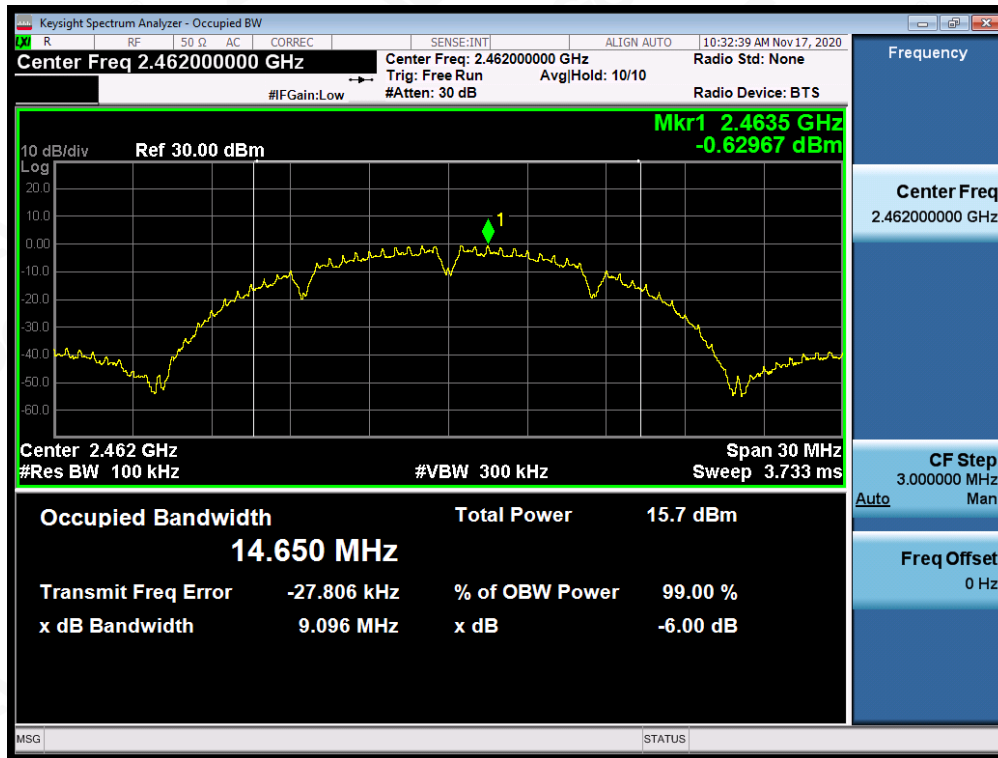 Keysight Spectrum Analyzer - Occupied BW
LXI R RF 50 Ω AC CORREC SENSE:INT ALIGN AUTO 10:32:39 AM Nov 17, 2020
Center Freq 2.462000000 GHz
Center Freq: 2.462000000 GHz
Radio Std: None
Trig: Free Run Avg|Hold: 10/10
#IFGain:Low #Atten: 30 dB
Radio Device: BTS
Frequency
Mkr1 2.4635 GHz
-0.62967 dBm
10 dB/div Ref 30.00 dBm
Log
20.0
10.0
0.00
-10.0
-20.0
-30.0
-40.0
-50.0
-60.0
1
Center 2.462 GHz Span 30 MHz
#Res BW 100 kHz #VBW 300 kHz Sweep 3.733 ms
Occupied Bandwidth Total Power 15.7 dBm
14.650 MHz
Transmit Freq Error -27.806 kHz % of OBW Power 99.00 %
x dB Bandwidth 9.096 MHz x dB -6.00 dB
Center Freq
2.462000000 GHz
CF Step
3.000000 MHz
Auto Man
Freq Offset
0 Hz
MSG STATUS